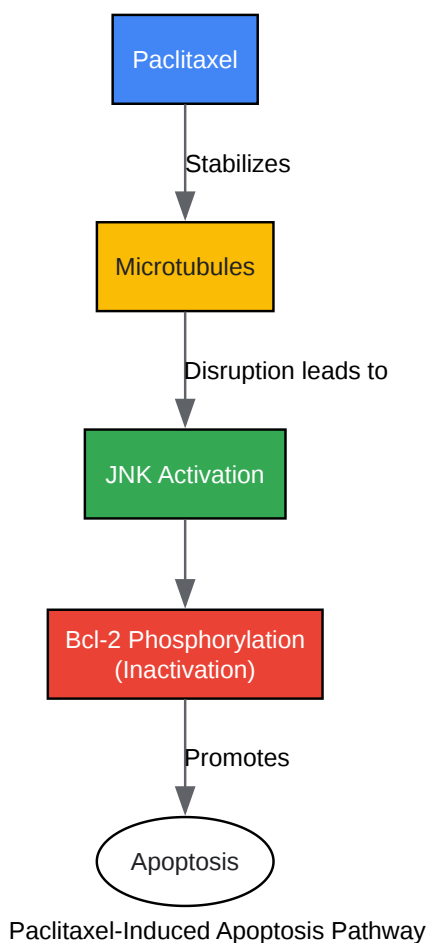 Paclitaxel
Stabilizes
Microtubules
Disruption leads to
JNK Activation
Bcl-2 Phosphorylation
(Inactivation)
Promotes
Apoptosis
Paclitaxel-Induced Apoptosis Pathway